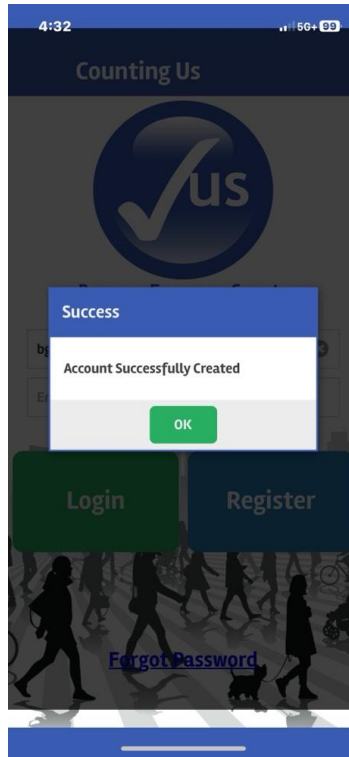 4:32
5G+ 99
Counting Us
us
Success
Account Successfully Created
OK
Login
Register
Forgot Password